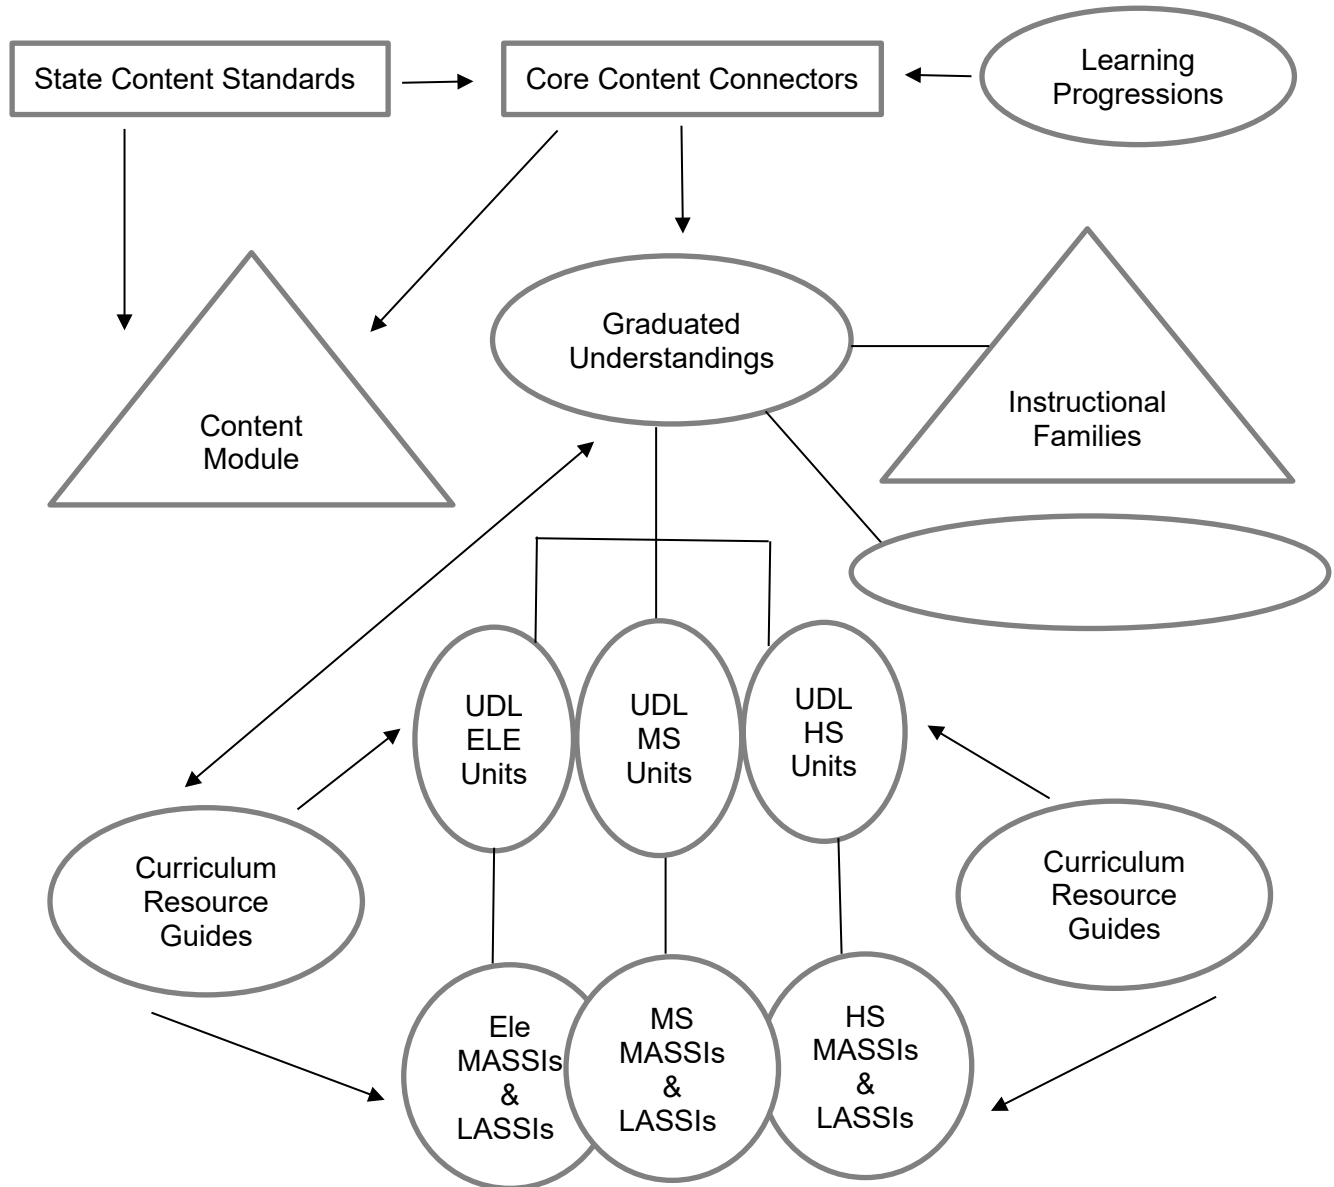 State Content Standards
Core Content Connectors
Learning
Progressions
Graduated
Understandings
Content
Module
Instructional
Families
UDL
ELE
Units
UDL
MS
Units
UDL
HS
Units
Curriculum
Resource
Guides
Curriculum
Resource
Guides
Ele
MASSIs
&
LASSIs
MS
MASSIs
&
LASSIs
HS
MASSIs
&
LASSIs